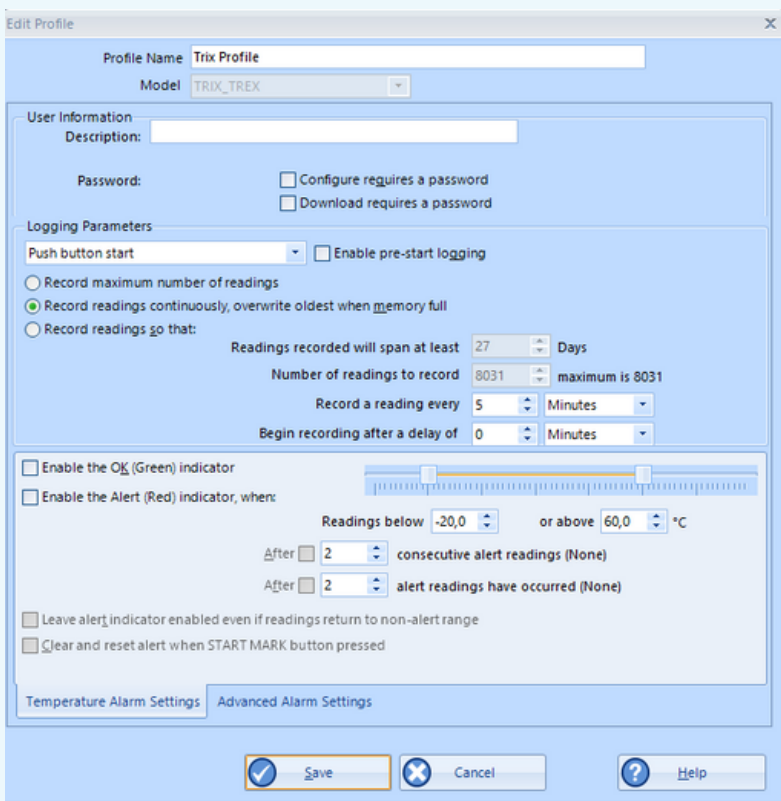 Edit Profile x
Profile Name Trix Profile
Model TRIX_TREX
User Information
Description:
Password: Configure requires a password
Download requires a password
Logging Parameters
Push button start Enable pre-start logging
Record maximum number of readings
Record readings continuously, overwrite oldest when memory full
Record readings so that:
Readings recorded will span at least 27 Days
Number of readings to record 8031 maximum is 8031
Record a reading every 5 Minutes
Begin recording after a delay of 0 Minutes
Enable the OK (Green) indicator
Enable the Alert (Red) indicator, when:
Readings below -20,0 or above 60,0 °C
After 2 consecutive alert readings (None)
After 2 alert readings have occurred (None)
Leave alert indicator enabled even if readings return to non-alert range
Clear and reset alert when START MARK button pressed
Temperature Alarm Settings Advanced Alarm Settings
Save Cancel ? Help